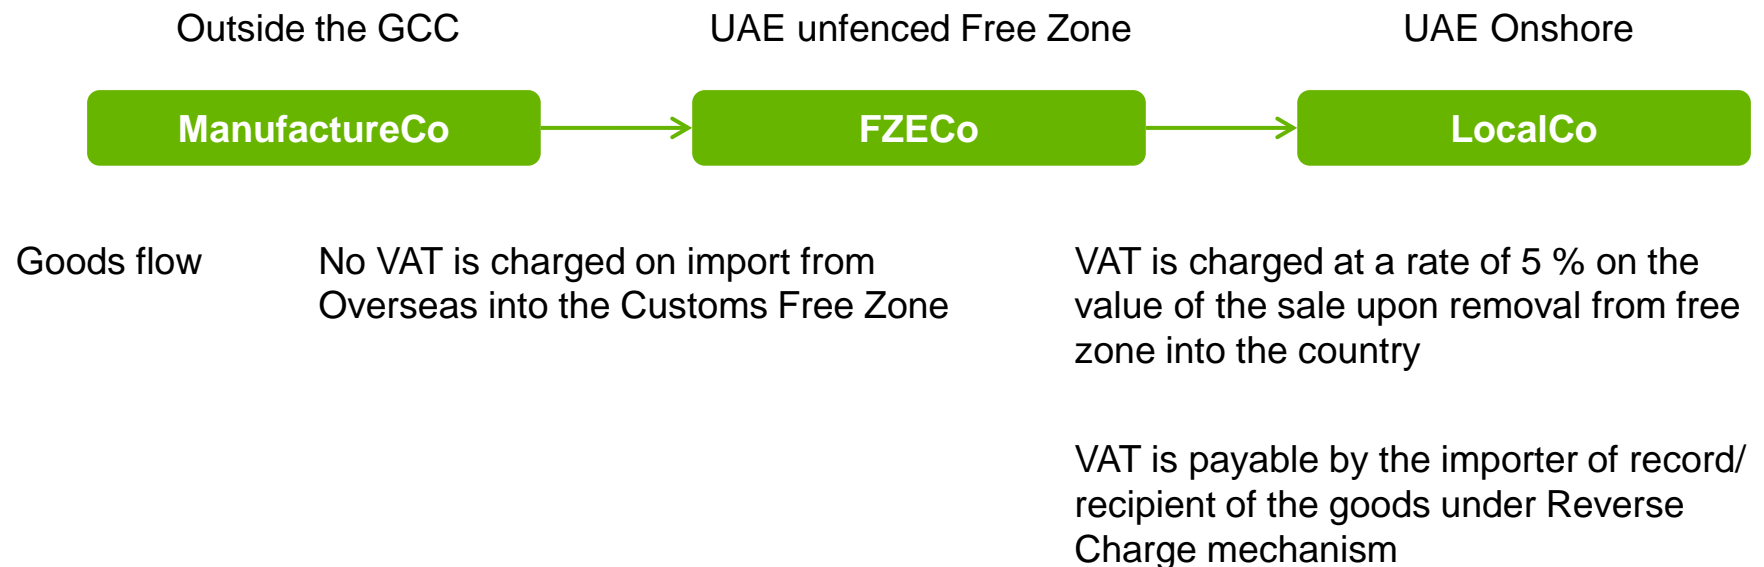 Outside the GCC
UAE unfenced Free Zone
UAE Onshore
ManufactureCo
FZECo
LocalCo
Goods flow
No VAT is charged on import from
Overseas into the Customs Free Zone
VAT is charged at a rate of 5 % on the
value of the sale upon removal from free
zone into the country
VAT is payable by the importer of record/
recipient of the goods under Reverse
Charge mechanism